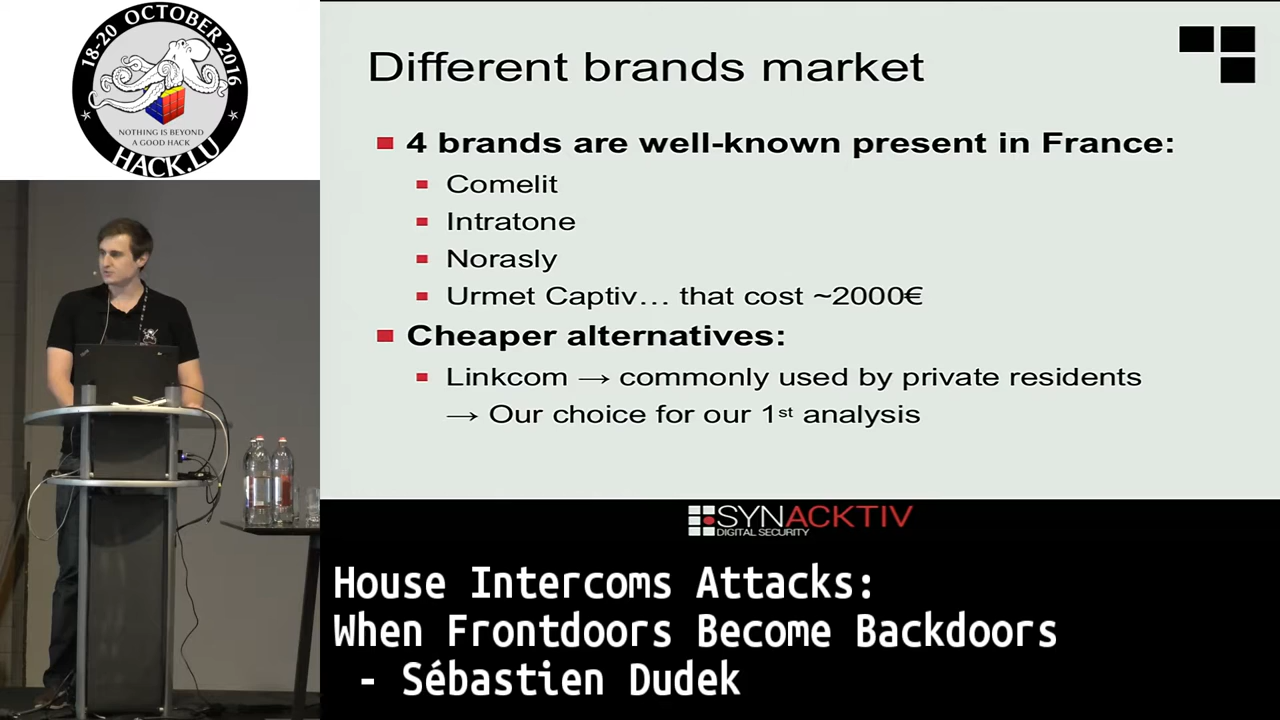 18-20 OCTOBER 2016
NOTHING IS BEYOND
A GOOD HACK
HACK.LU
Different brands market
4 brands are well-known present in France:
Comelit
Intratone
Norasly
Urmet Captiv… that cost ~2000€
Cheaper alternatives:
Linkcom → commonly used by private residents
→ Our choice for our 1st analysis
SYNACKTIV
DIGITAL SECURITY
House Intercoms Attacks:
When Frontdoors Become Backdoors
- Sébastien Dudek